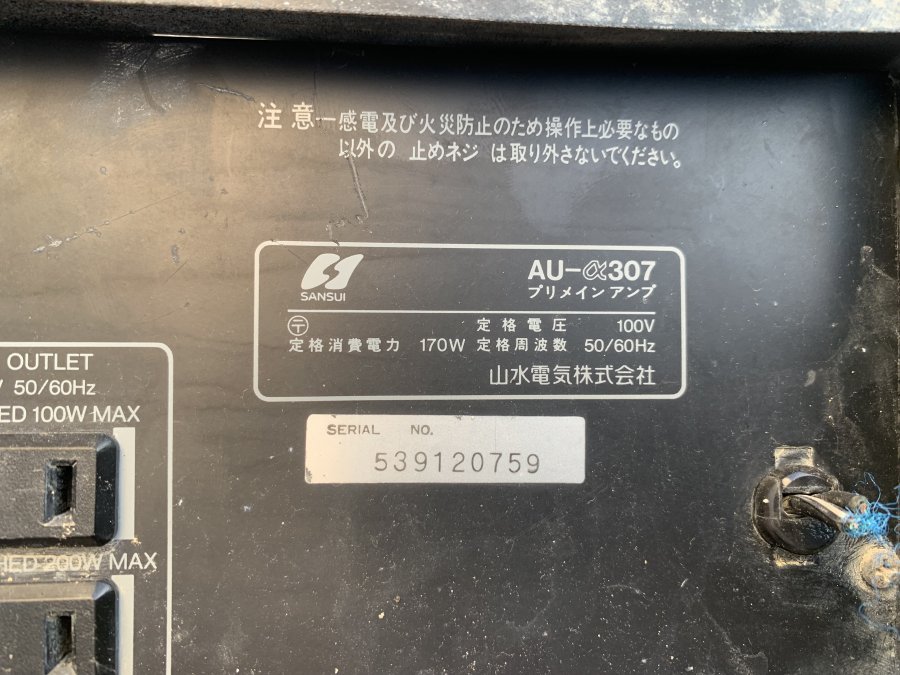 注意ー感電及び火災防止のため操作上必要なもの
以外の 止めネジ は取り外さないでください。
SANSUI
AU-α307
プリメインアンプ
〒 定格電圧 100V
定格消費電力 170W 定格周波数 50/60Hz
山水電気株式会社
SERIAL NO.
539120759
OUTLET
50/60Hz
100W MAX
200W MAX